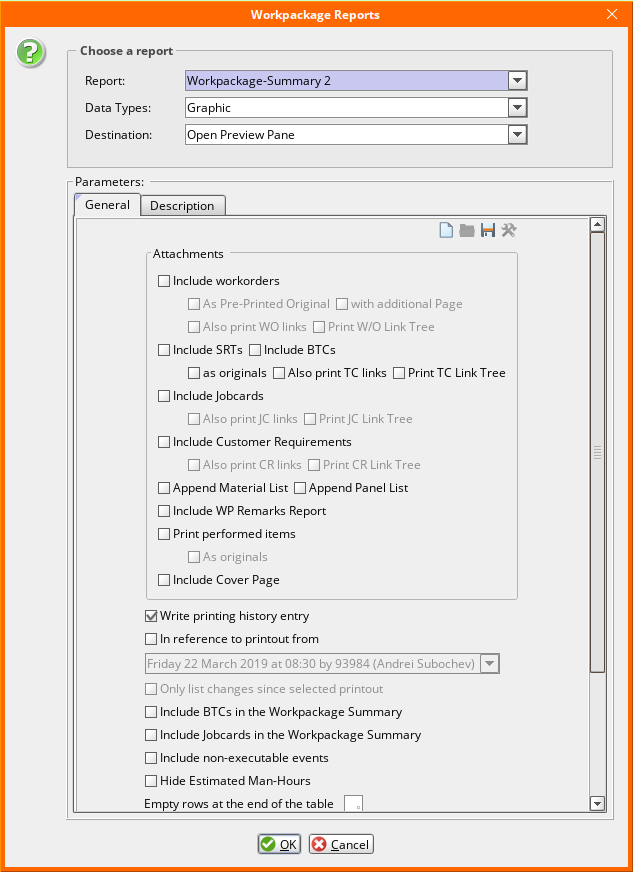 Workpackage Reports
Choose a report
Report: Workpackage-Summary 2
Data Types: Graphic
Destination: Open Preview Pane
Parameters:
General Description
Attachments
Include workorders
As Pre-Printed Original with additional Page
Also print WO links Print W/O Link Tree
Include SRTs Include BTCs
as originals Also print TC links Print TC Link Tree
Include Jobcards
Also print JC links Print JC Link Tree
Include Customer Requirements
Also print CR links Print CR Link Tree
Append Material List Append Panel List
Include WP Remarks Report
Print performed items
As originals
Include Cover Page
Write printing history entry
In reference to printout from
Friday 22 March 2019 at 08:30 by 93984 (Andrei Subochev)
Only list changes since selected printout
Include BTCs in the Workpackage Summary
Include Jobcards in the Workpackage Summary
Include non-executable events
Hide Estimated Man-Hours
Empty rows at the end of the table
OK Cancel